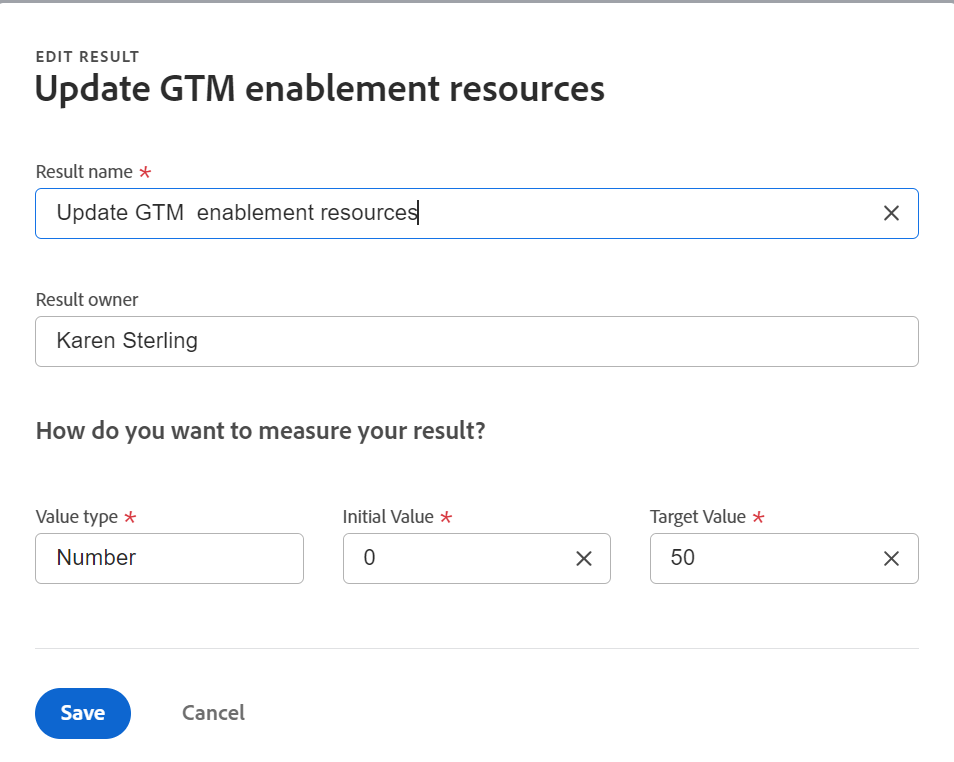 EDIT RESULT
Update GTM enablement resources
Result name *
Update GTM  enablement resources
Result owner
Karen Sterling
How do you want to measure your result?
Value type * Initial Value * Target Value *
Number 0 50
Save Cancel